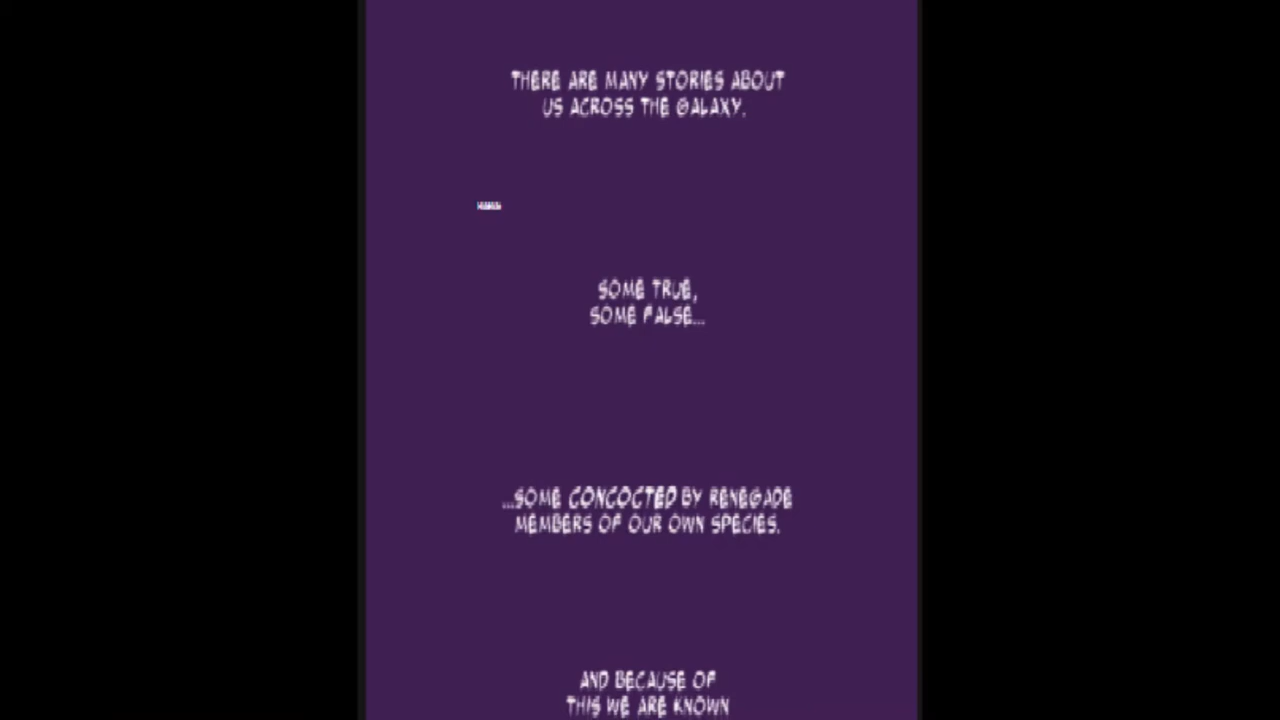 THERE ARE MANY STORIES ABOUT
US ACROSS THE GALAXY.
SOME TRUE,
SOME FALSE...
...SOME CONCOCTED BY RENEGADE
MEMBERS OF OUR OWN SPECIES.
AND BECAUSE OF
THIS WE ARE KNOWN